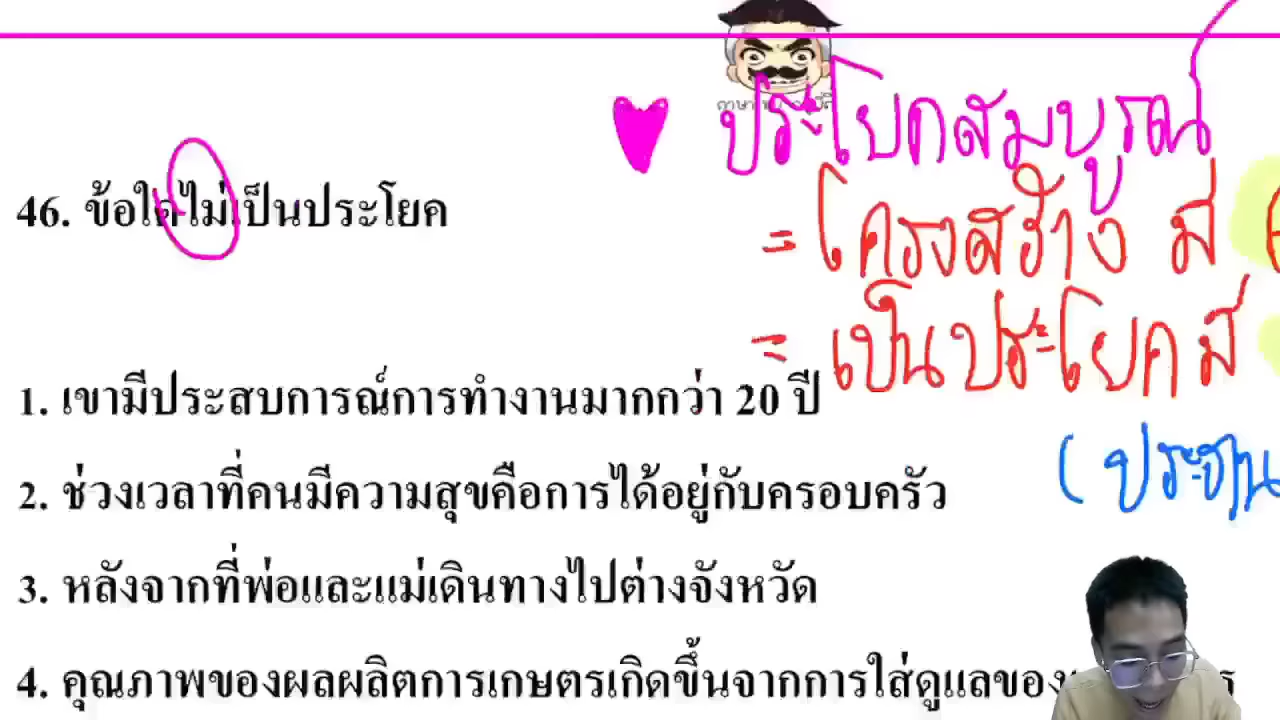 ♥ ประโยคสมบูรณ์
46. ข้อใดไม่เป็นประโยค
= โครงสร้าง มี
= เป็นประโยค มี
1. เขามีประสบการณ์การทำงานมากกว่า 20 ปี
(ประธาน
2. ช่วงเวลาที่คนมีความสุขคือการได้อยู่กับครอบครัว
3. หลังจากที่พ่อและแม่เดินทางไปต่างจังหวัด
4. คุณภาพของผลผลิตการเกษตรเกิดขึ้นจากการใส่ดูแลของ